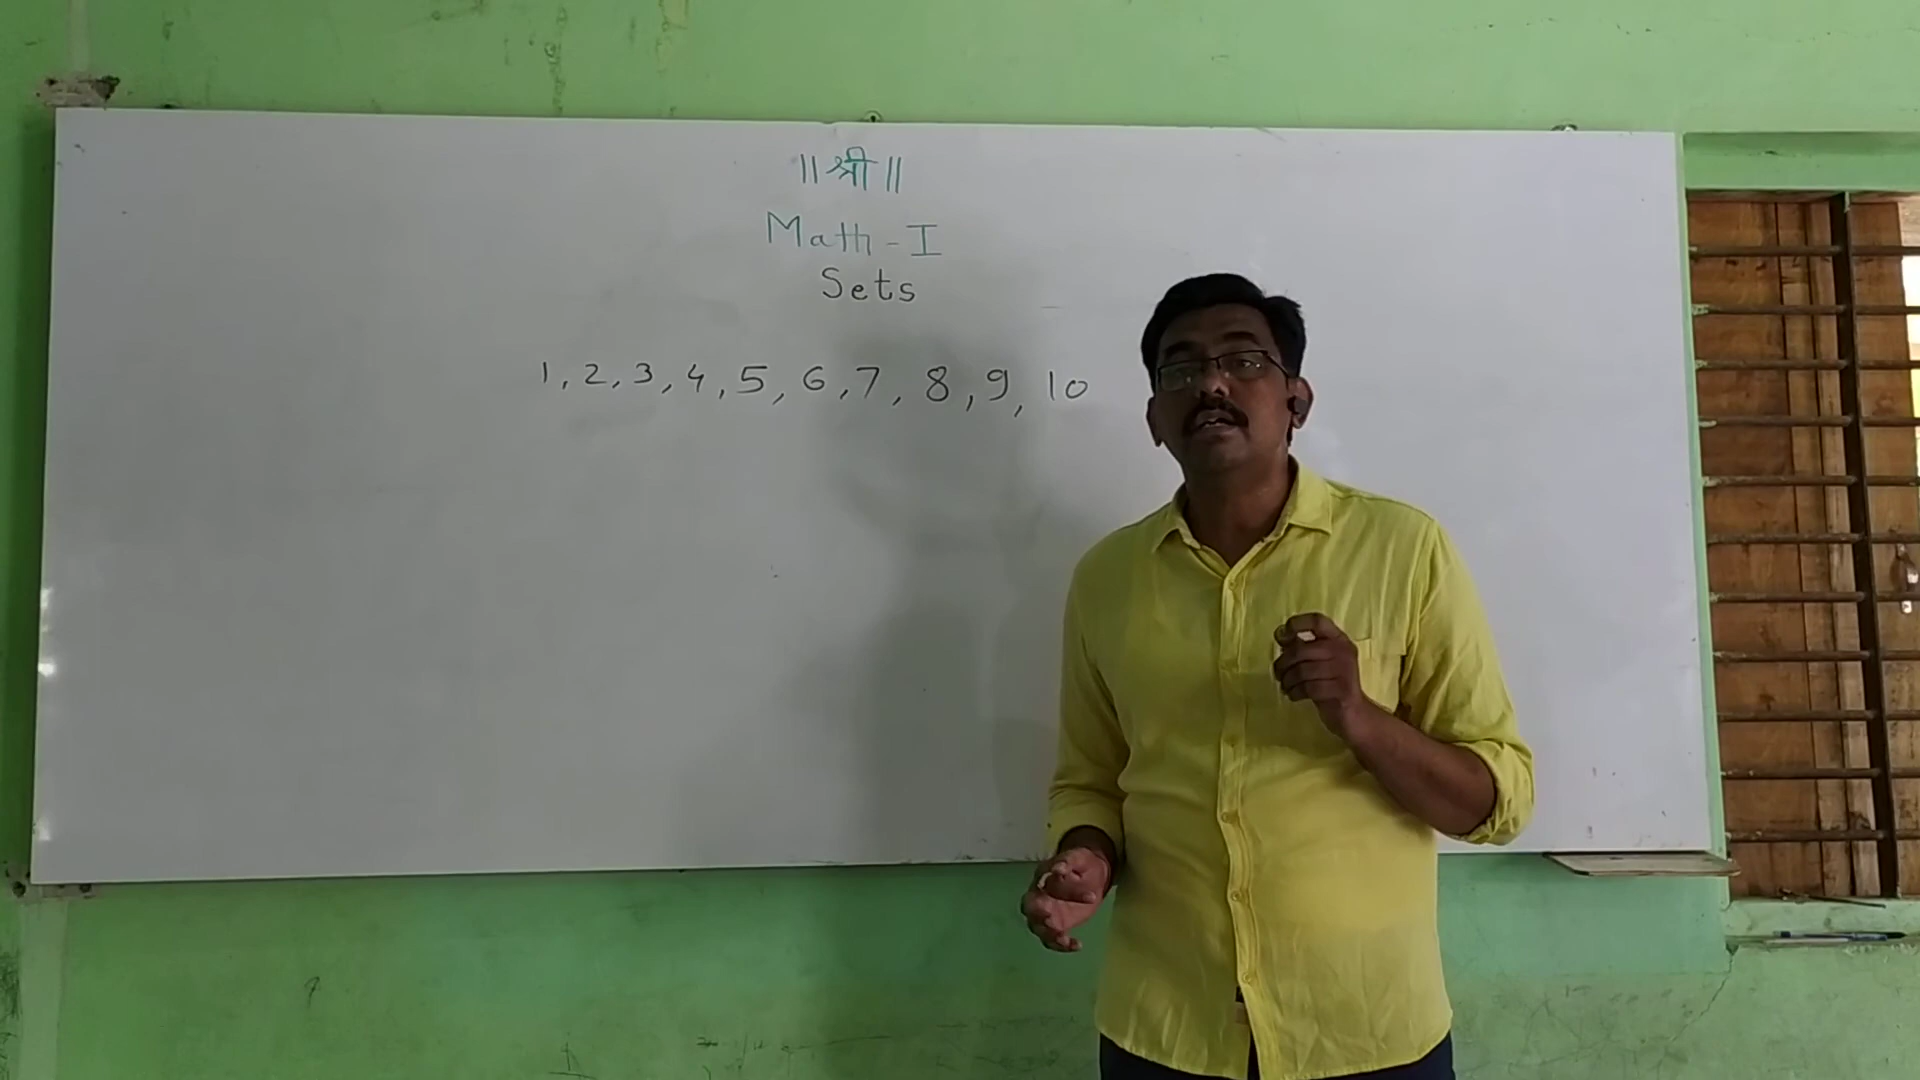 ॥ श्री ॥
Math - I
Sets
1, 2, 3, 4, 5, 6, 7, 8, 9, 10